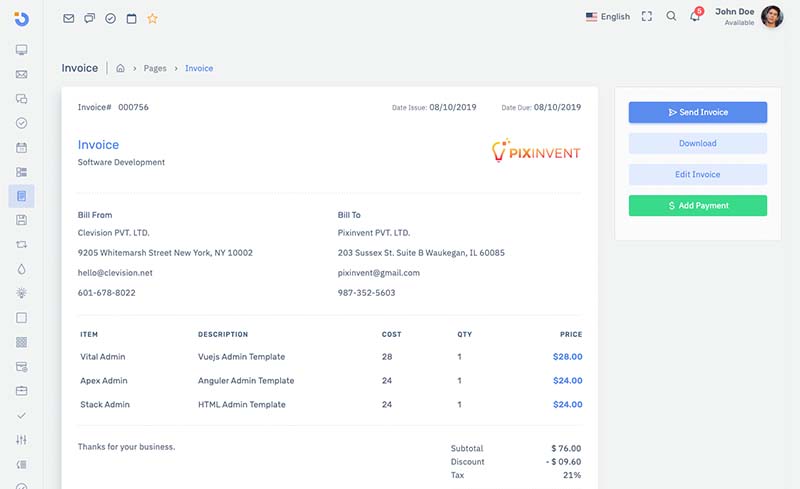 English
5
John Doe
Available
Invoice Pages Invoice
Invoice# 000756 Date Issue: 08/10/2019 Date Due: 08/10/2019
Invoice
Software Development
PIXINVENT
Bill From
Clevision PVT. LTD.
9205 Whitemarsh Street New York, NY 10002
hello@clevision.net
601-678-8022
Bill To
Pixinvent PVT. LTD.
203 Sussex St. Suite B Waukegan, IL 60085
pixinvent@gmail.com
987-352-5603
ITEM DESCRIPTION COST QTY PRICE
Vital Admin Vuejs Admin Template 28 1 $28.00
Apex Admin Anguler Admin Template 24 1 $24.00
Stack Admin HTML Admin Template 24 1 $24.00
Thanks for your business.
Subtotal $ 76.00
Discount - $ 09.60
Tax 21%
Send Invoice
Download
Edit Invoice
$ Add Payment